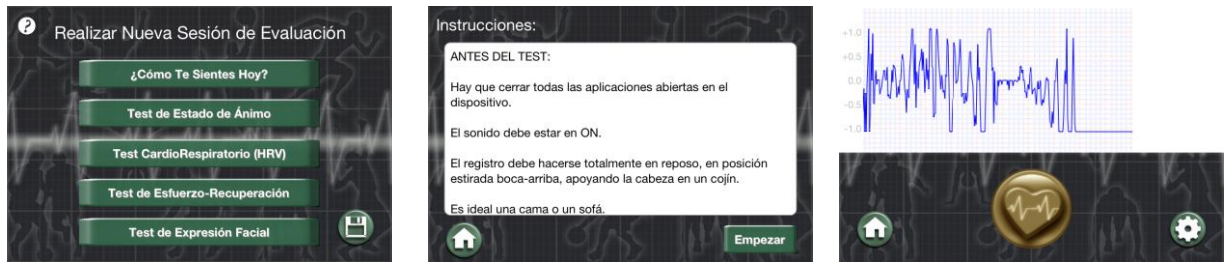 ?
Realizar Nueva Sesión de Evaluación
¿Cómo Te Sientes Hoy?
Test de Estado de Ánimo
Test CardioRespiratorio (HRV)
Test de Esfuerzo-Recuperación
Test de Expresión Facial
Instrucciones:
ANTES DEL TEST:
Hay que cerrar todas las aplicaciones abiertas en el
dispositivo.
El sonido debe estar en ON.
El registro debe hacerse totalmente en reposo, en posición
estirada boca-arriba, apoyando la cabeza en un cojín.
Es ideal una cama o un sofá.
Empezar
+1.0
+0.5
0.0
-0.5
-1.0